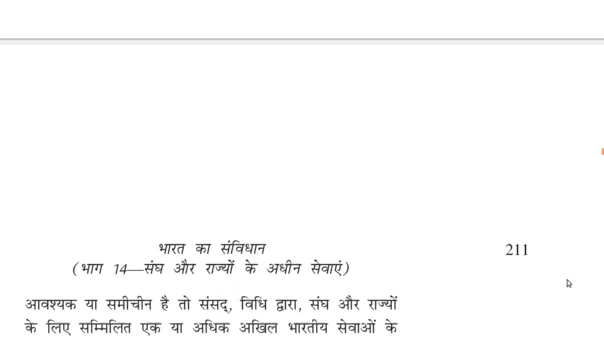 भारत का संविधान 211
(भाग 14—संघ और राज्यों के अधीन सेवाएं)
आवश्यक या समीचीन है तो संसद्, विधि द्वारा, संघ और राज्यों
के लिए सम्मिलित एक या अधिक अखिल भारतीय सेवाओं के